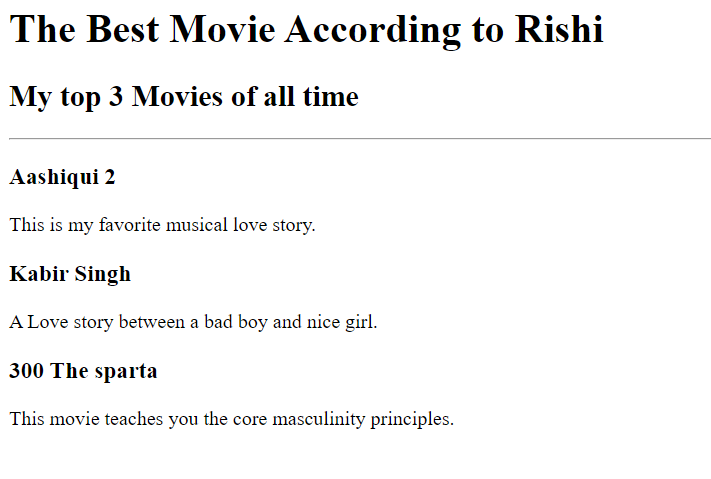 The Best Movie According to Rishi
My top 3 Movies of all time
Aashiqui 2
This is my favorite musical love story.
Kabir Singh
A Love story between a bad boy and nice girl.
300 The sparta
This movie teaches you the core masculinity principles.